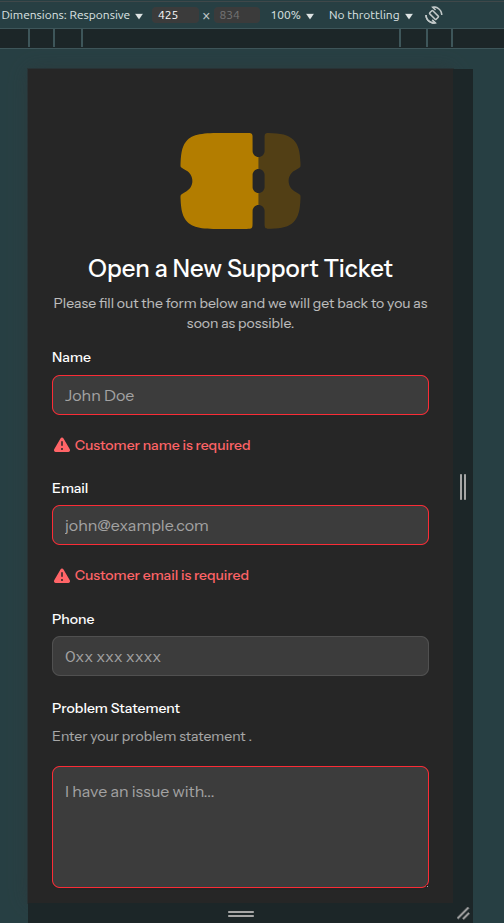 Dimensions: Responsive 425 x 834 100% No throttling
Open a New Support Ticket
Please fill out the form below and we will get back to you as
soon as possible.
Name
John Doe
Customer name is required
Email
john@example.com
Customer email is required
Phone
0xx xxx xxxx
Problem Statement
Enter your problem statement .
I have an issue with...